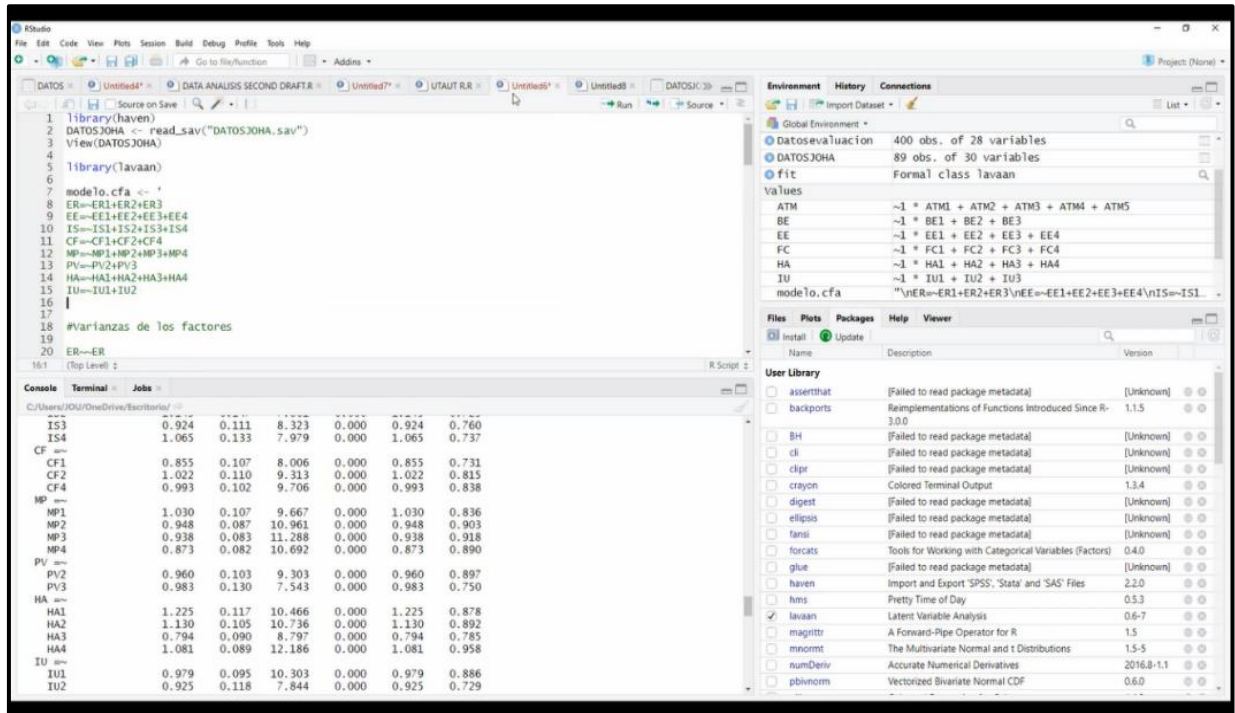 RStudio
File Edit Code View Plots Session Build Debug Profile Tools Help
Go to file/function Addins Project: (None)
DATOS Untitled4* DATA ANALISIS SECOND DRAFT.R Untitled7* UTAUT R.R Untitled6* Untitled8 DATOSJC
Source on Save Run Source
1 library(haven)
2 DATOSJOHA <- read_sav("DATOSJOHA.sav")
3 View(DATOSJOHA)
4
5 library(lavaan)
6
7 modelo.cfa <- '
8 ER=~ER1+ER2+ER3
9 EE=~EE1+EE2+EE3+EE4
10 IS=~IS1+IS2+IS3+IS4
11 CF=~CF1+CF2+CF4
12 MP=~MP1+MP2+MP3+MP4
13 PV=~PV2+PV3
14 HA=~HA1+HA2+HA3+HA4
15 IU=~IU1+IU2
16
17
18 #Varianzas de los factores
19
20 ER~~ER
16:1 (Top Level) R Script
Console Terminal Jobs
C:/Users/JOU/OneDrive/Escritorio/
IS3 0.924 0.111 8.323 0.000 0.924 0.760
IS4 1.065 0.133 7.979 0.000 1.065 0.737
CF =~
CF1 0.855 0.107 8.006 0.000 0.855 0.731
CF2 1.022 0.110 9.313 0.000 1.022 0.815
CF4 0.993 0.102 9.706 0.000 0.993 0.838
MP =~
MP1 1.030 0.107 9.667 0.000 1.030 0.836
MP2 0.948 0.087 10.961 0.000 0.948 0.903
MP3 0.938 0.083 11.288 0.000 0.938 0.918
MP4 0.873 0.082 10.692 0.000 0.873 0.890
PV =~
PV2 0.960 0.103 9.303 0.000 0.960 0.897
PV3 0.983 0.130 7.543 0.000 0.983 0.750
HA =~
HA1 1.225 0.117 10.466 0.000 1.225 0.878
HA2 1.130 0.105 10.736 0.000 1.130 0.892
HA3 0.794 0.090 8.797 0.000 0.794 0.785
HA4 1.081 0.089 12.186 0.000 1.081 0.958
IU =~
IU1 0.979 0.095 10.303 0.000 0.979 0.886
IU2 0.925 0.118 7.844 0.000 0.925 0.729
Environment History Connections
Import Dataset List
Global Environment
Datosevaluacion 400 obs. of 28 variables
DATOSJOHA 89 obs. of 30 variables
fit Formal class lavaan
Values
ATM ~1 * ATM1 + ATM2 + ATM3 + ATM4 + ATM5
BE ~1 * BE1 + BE2 + BE3
EE ~1 * EE1 + EE2 + EE3 + EE4
FC ~1 * FC1 + FC2 + FC3 + FC4
HA ~1 * HA1 + HA2 + HA3 + HA4
IU ~1 * IU1 + IU2 + IU3
modelo.cfa "\nER=~ER1+ER2+ER3\nEE=~EE1+EE2+EE3+EE4\nIS=~IS1…
Files Plots Packages Help Viewer
Install Update
Name Description Version
User Library
assertthat [Failed to read package metadata] [Unknown]
backports Reimplementations of Functions Introduced Since R-
3.0.0 1.1.5
BH [Failed to read package metadata] [Unknown]
cli [Failed to read package metadata] [Unknown]
clipr [Failed to read package metadata] [Unknown]
crayon Colored Terminal Output 1.3.4
digest [Failed to read package metadata] [Unknown]
ellipsis [Failed to read package metadata] [Unknown]
fansi [Failed to read package metadata] [Unknown]
forcats Tools for Working with Categorical Variables (Factors) 0.4.0
glue [Failed to read package metadata] [Unknown]
haven Import and Export 'SPSS', 'Stata' and 'SAS' Files 2.2.0
hms Pretty Time of Day 0.5.3
lavaan Latent Variable Analysis 0.6-7
magrittr A Forward-Pipe Operator for R 1.5
mnormt The Multivariate Normal and t Distributions 1.5-5
numDeriv Accurate Numerical Derivatives 2016.8-1.1
pbivnorm Vectorized Bivariate Normal CDF 0.6.0